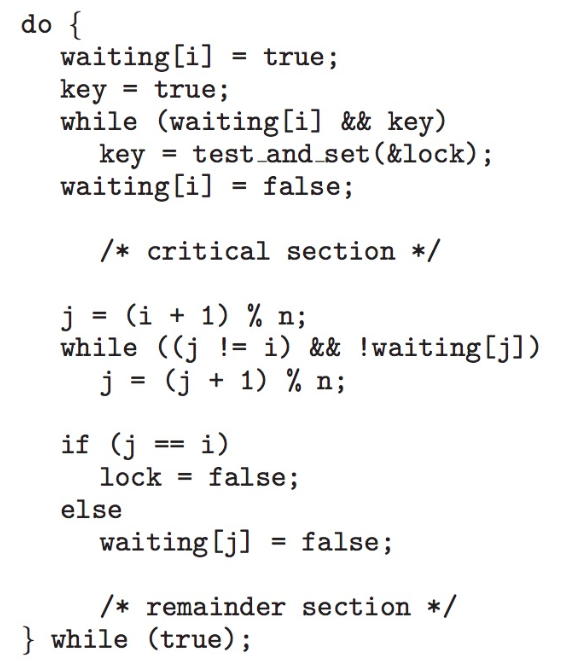 do {
waiting[i] = true;
key = true;
while (waiting[i] && key)
key = test_and_set(&lock);
waiting[i] = false;
/* critical section */
j = (i + 1) % n;
while ((j != i) && !waiting[j])
j = (j + 1) % n;
if (j == i)
lock = false;
else
waiting[j] = false;
/* remainder section */
} while (true);